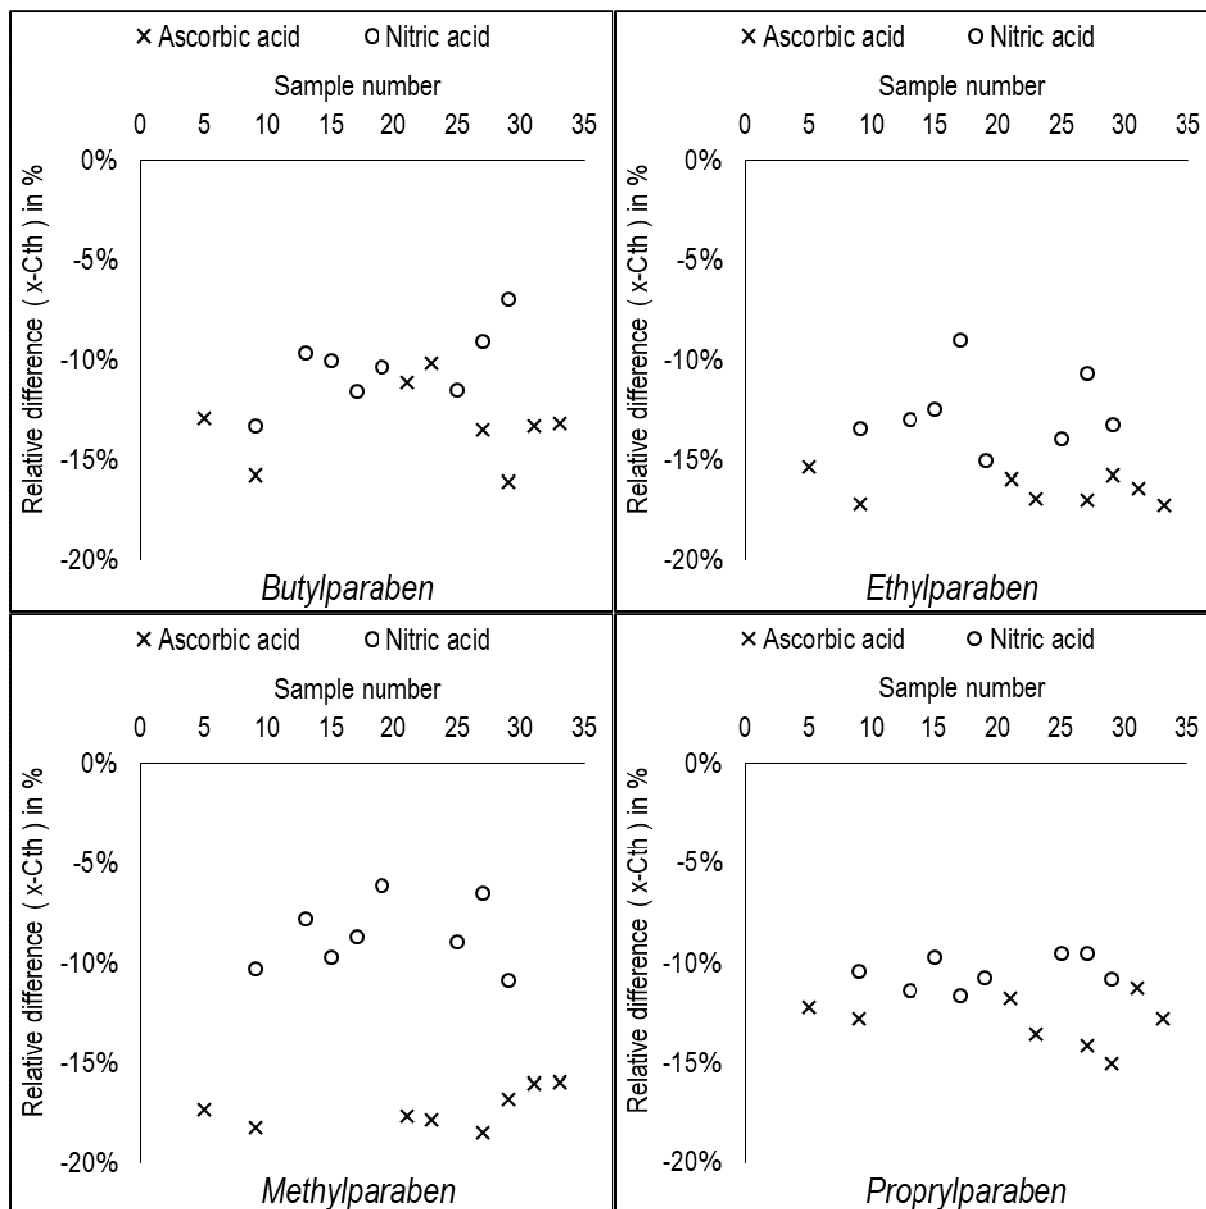 × Ascorbic acid O Nitric acid
Sample number
0 5 10 15 20 25 30 35
0%
-5%
-10%
-15%
-20%
Relative difference ( x-Cth ) in %
Butylparaben
× Ascorbic acid O Nitric acid
Sample number
0 5 10 15 20 25 30 35
0%
-5%
-10%
-15%
-20%
Relative difference ( x-Cth ) in %
Ethylparaben
× Ascorbic acid O Nitric acid
Sample number
0 5 10 15 20 25 30 35
0%
-5%
-10%
-15%
-20%
Relative difference ( x-Cth ) in %
Methylparaben
× Ascorbic acid O Nitric acid
Sample number
0 5 10 15 20 25 30 35
0%
-5%
-10%
-15%
-20%
Relative difference ( x-Cth ) in %
Proprylparaben